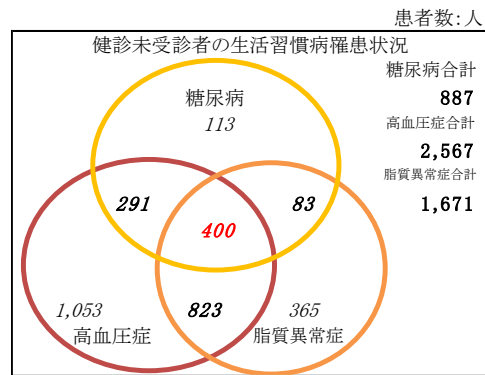 患者数：人
健診未受診者の生活習慣病罹患状況
糖尿病合計
887
高血圧症合計
2,567
脂質異常症合計
1,671
糖尿病
113
291
83
400
1,053
823
365
高血圧症
脂質異常症